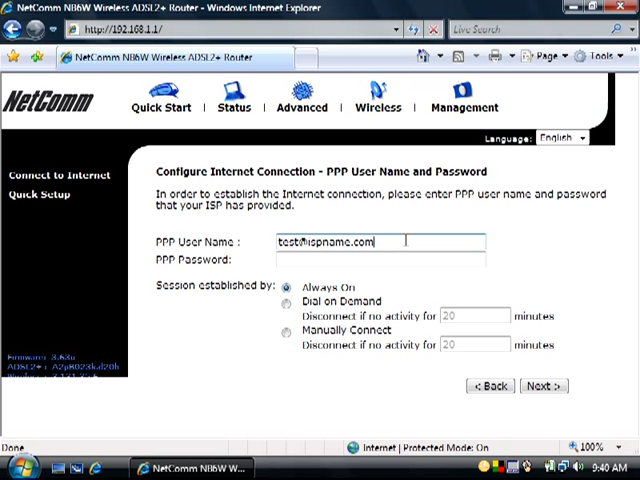 NetComm NB6W Wireless ADSL2+ Router - Windows Internet Explorer
http://192.168.1.1/
Live Search
NetComm NB6W Wireless ADSL2+ Router
Page
Tools
NetComm
Quick Start | Status | Advanced | Wireless | Management
Language: English
Connect to Internet
Quick Setup
Configure Internet Connection - PPP User Name and Password
In order to establish the Internet connection, please enter PPP user name and password
that your ISP has provided.
PPP User Name : test@ispname.com
PPP Password:
Session established by: Always On
Dial on Demand
Disconnect if no activity for 20 minutes
Manually Connect
Disconnect if no activity for 20 minutes
Firmware: 3.63u
ADSL2+ : A2pB023kal20h
< Back Next >
Done
Internet | Protected Mode: On
100%
NetComm NB6W W...
9:40 AM